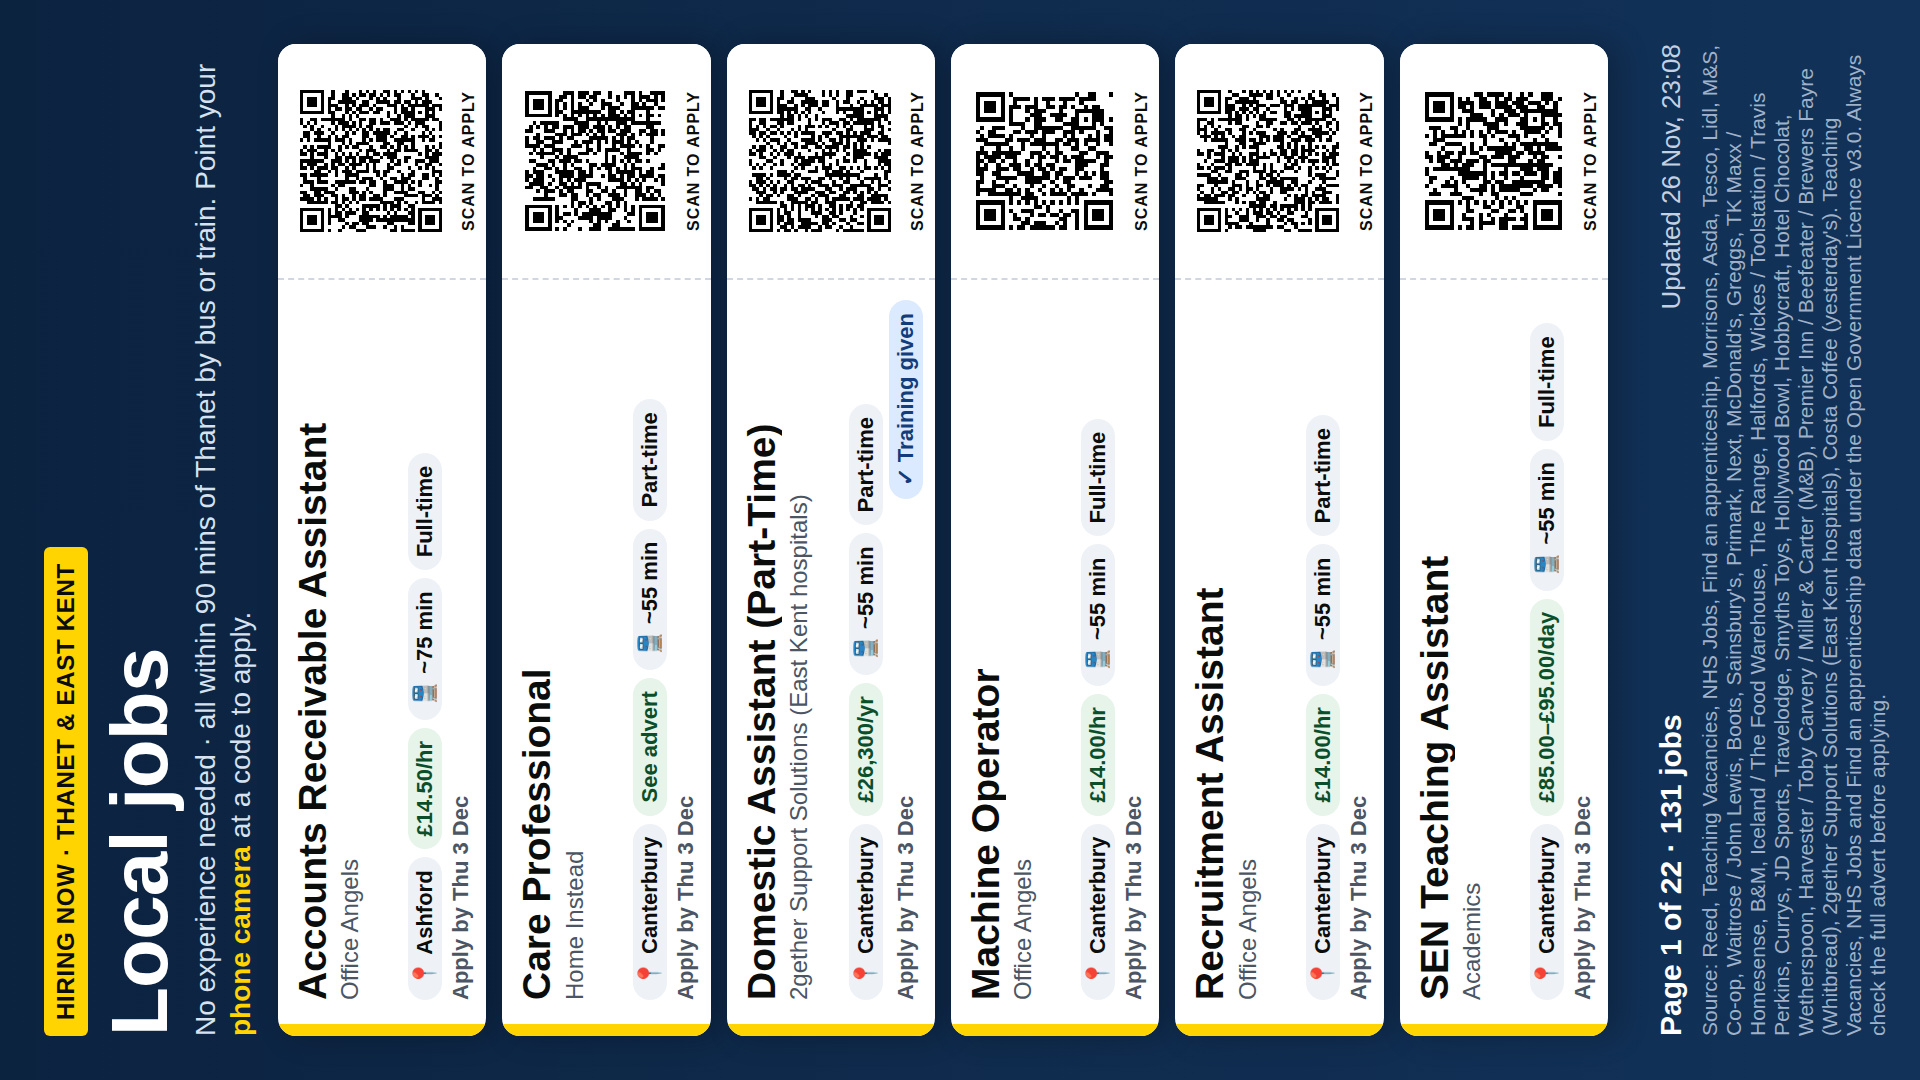 HIRING NOW · THANET & EAST KENT
Local jobs
No experience needed · all within 90 mins of Thanet by bus or train. Point your
phone camera at a code to apply.
Accounts Receivable Assistant
Office Angels
📍 Ashford £14.50/hr 🚆 ~75 min Full-time
Apply by Thu 3 Dec
SCAN TO APPLY
Care Professional
Home Instead
📍 Canterbury See advert 🚆 ~55 min Part-time
Apply by Thu 3 Dec
SCAN TO APPLY
Domestic Assistant (Part-Time)
2gether Support Solutions (East Kent hospitals)
📍 Canterbury £26,300/yr 🚆 ~55 min Part-time
Apply by Thu 3 Dec ✓ Training given
SCAN TO APPLY
Machine Operator
Office Angels
📍 Canterbury £14.00/hr 🚆 ~55 min Full-time
Apply by Thu 3 Dec
SCAN TO APPLY
Recruitment Assistant
Office Angels
📍 Canterbury £14.00/hr 🚆 ~55 min Part-time
Apply by Thu 3 Dec
SCAN TO APPLY
SEN Teaching Assistant
Academics
📍 Canterbury £85.00–£95.00/day 🚆 ~55 min Full-time
Apply by Thu 3 Dec
SCAN TO APPLY
Page 1 of 22 · 131 jobs
Updated 26 Nov, 23:08
Source: Reed, Teaching Vacancies, NHS Jobs, Find an apprenticeship, Morrisons, Asda, Tesco, Lidl, M&S,
Co-op, Waitrose / John Lewis, Boots, Sainsbury's, Primark, Next, McDonald's, Greggs, TK Maxx /
Homesense, B&M, Iceland / The Food Warehouse, The Range, Halfords, Wickes / Toolstation / Travis
Perkins, Currys, JD Sports, Travelodge, Smyths Toys, Hollywood Bowl, Hobbycraft, Hotel Chocolat,
Wetherspoon, Harvester / Toby Carvery / Miller & Carter (M&B), Premier Inn / Beefeater / Brewers Fayre
(Whitbread), 2gether Support Solutions (East Kent hospitals), Costa Coffee (yesterday's). Teaching
Vacancies, NHS Jobs and Find an apprenticeship data under the Open Government Licence v3.0. Always
check the full advert before applying.